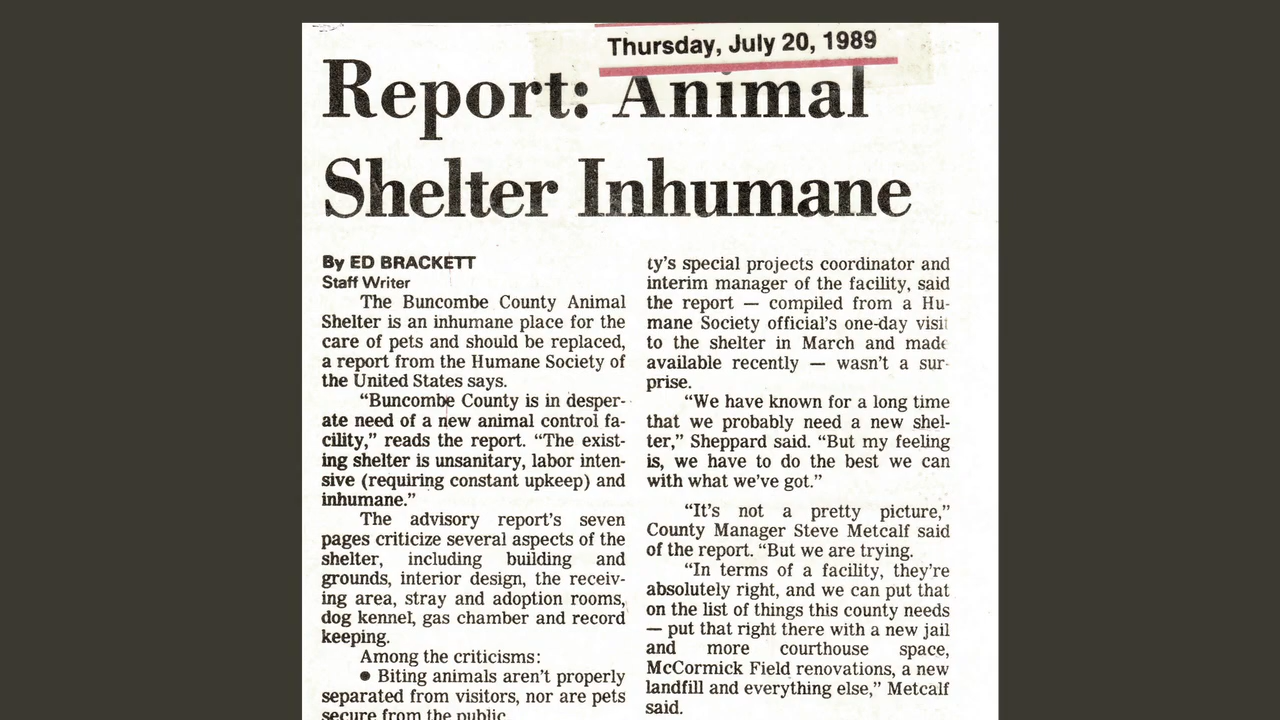 Thursday, July 20, 1989
Report: Animal
Shelter Inhumane
By ED BRACKETT
Staff Writer
The Buncombe County Animal
Shelter is an inhumane place for the
care of pets and should be replaced,
a report from the Humane Society of
the United States says.
“Buncombe County is in desper-
ate need of a new animal control fa-
cility,” reads the report. “The exist-
ing shelter is unsanitary, labor inten-
sive (requiring constant upkeep) and
inhumane.”
The advisory report’s seven
pages criticize several aspects of the
shelter, including building and
grounds, interior design, the receiv-
ing area, stray and adoption rooms,
dog kennel, gas chamber and record
keeping.
Among the criticisms:
● Biting animals aren’t properly
separated from visitors, nor are pets
secure from the public
ty’s special projects coordinator and
interim manager of the facility, said
the report — compiled from a Hu-
mane Society official’s one-day visit
to the shelter in March and made
available recently — wasn’t a sur-
prise.
“We have known for a long time
that we probably need a new shel-
ter,” Sheppard said. “But my feeling
is, we have to do the best we can
with what we’ve got.”
“It’s not a pretty picture,”
County Manager Steve Metcalf said
of the report. “But we are trying.
“In terms of a facility, they’re
absolutely right, and we can put that
on the list of things this county needs
— put that right there with a new jail
and more courthouse space,
McCormick Field renovations, a new
landfill and everything else,” Metcalf
said.